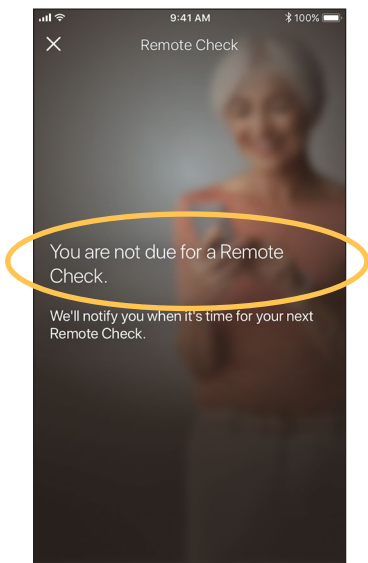 9:41 AM
100%
Remote Check
You are not due for a Remote
Check.
We'll notify you when it's time for your next
Remote Check.